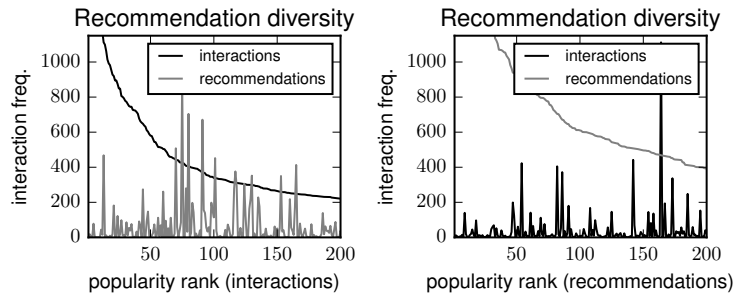 Recommendation diversity
interaction freq.
1000
800
600
400
200
0
interactions
recommendations
50
100
150
200
popularity rank (interactions)
Recommendation diversity
interaction freq.
1000
800
600
400
200
0
interactions
recommendations
50
100
150
200
popularity rank (recommendations)